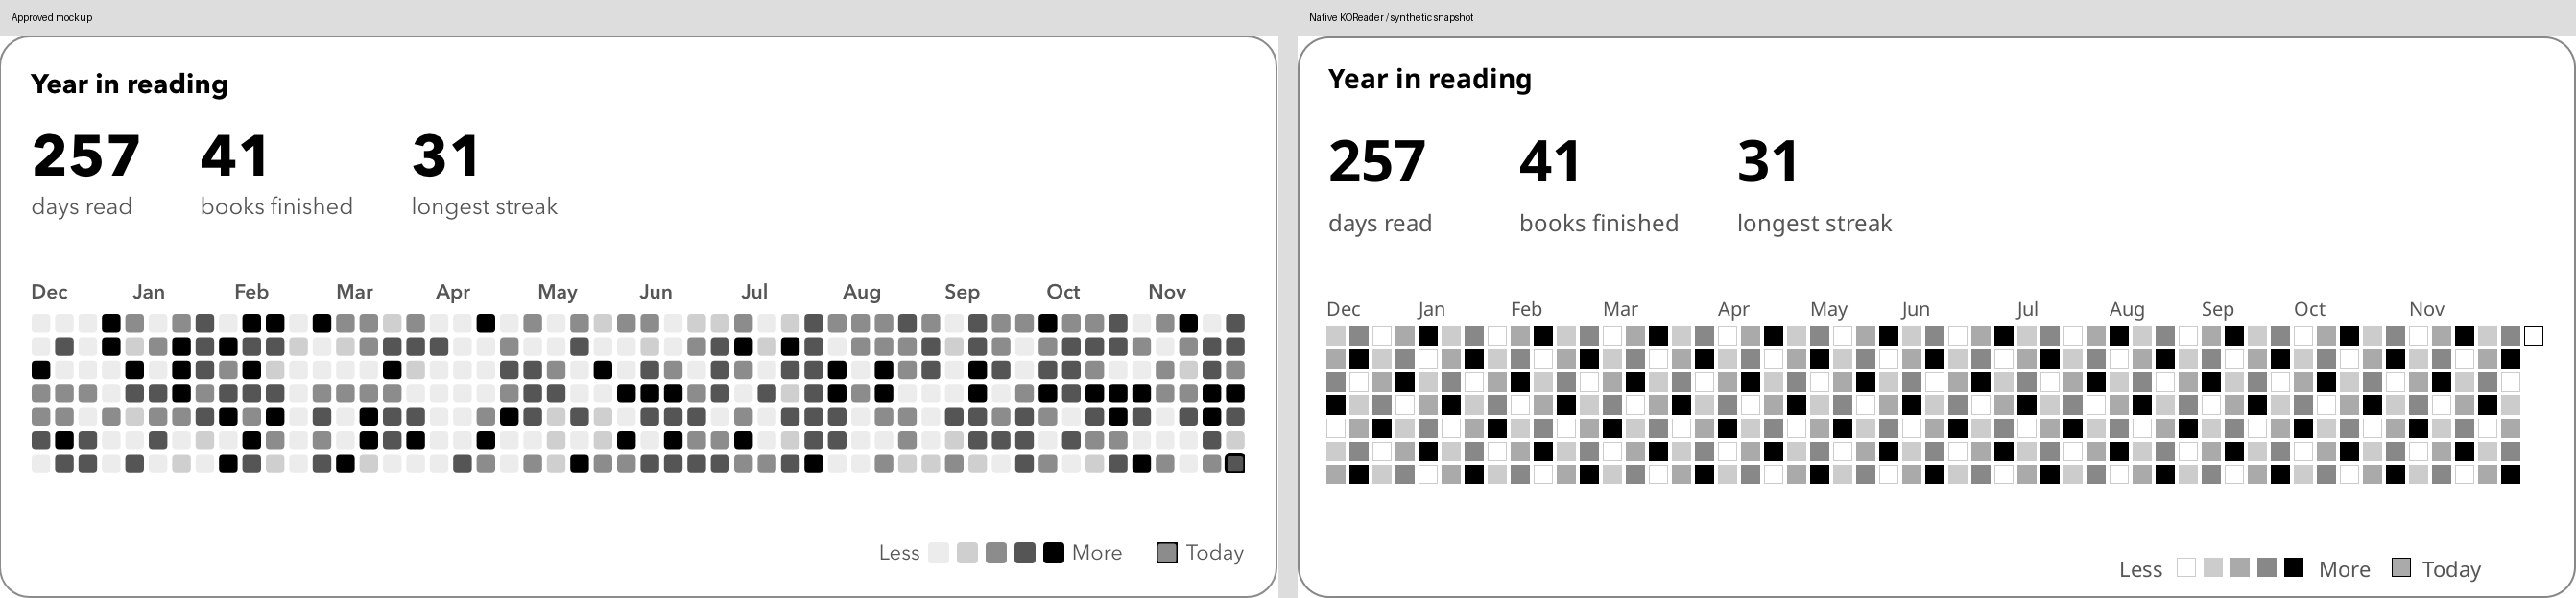 Approved mockup
Year in reading
257 41 31
days read books finished longest streak
Dec Jan Feb Mar Apr May Jun Jul Aug Sep Oct Nov
Less More Today
Native KOReader / synthetic snapshot
Year in reading
257 41 31
days read books finished longest streak
Dec Jan Feb Mar Apr May Jun Jul Aug Sep Oct Nov
Less More Today